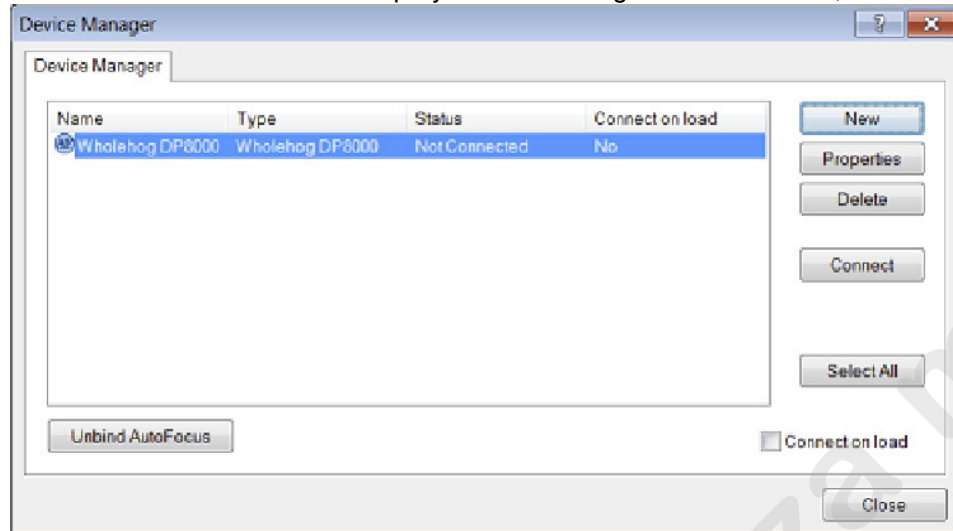 Device Manager
Device Manager
Name Type Status Connect on load
Wholehog DP8000 Wholehog DP8000 Not Connected No
New
Properties
Delete
Connect
Select All
Unbind AutoFocus
Connect on load
Close